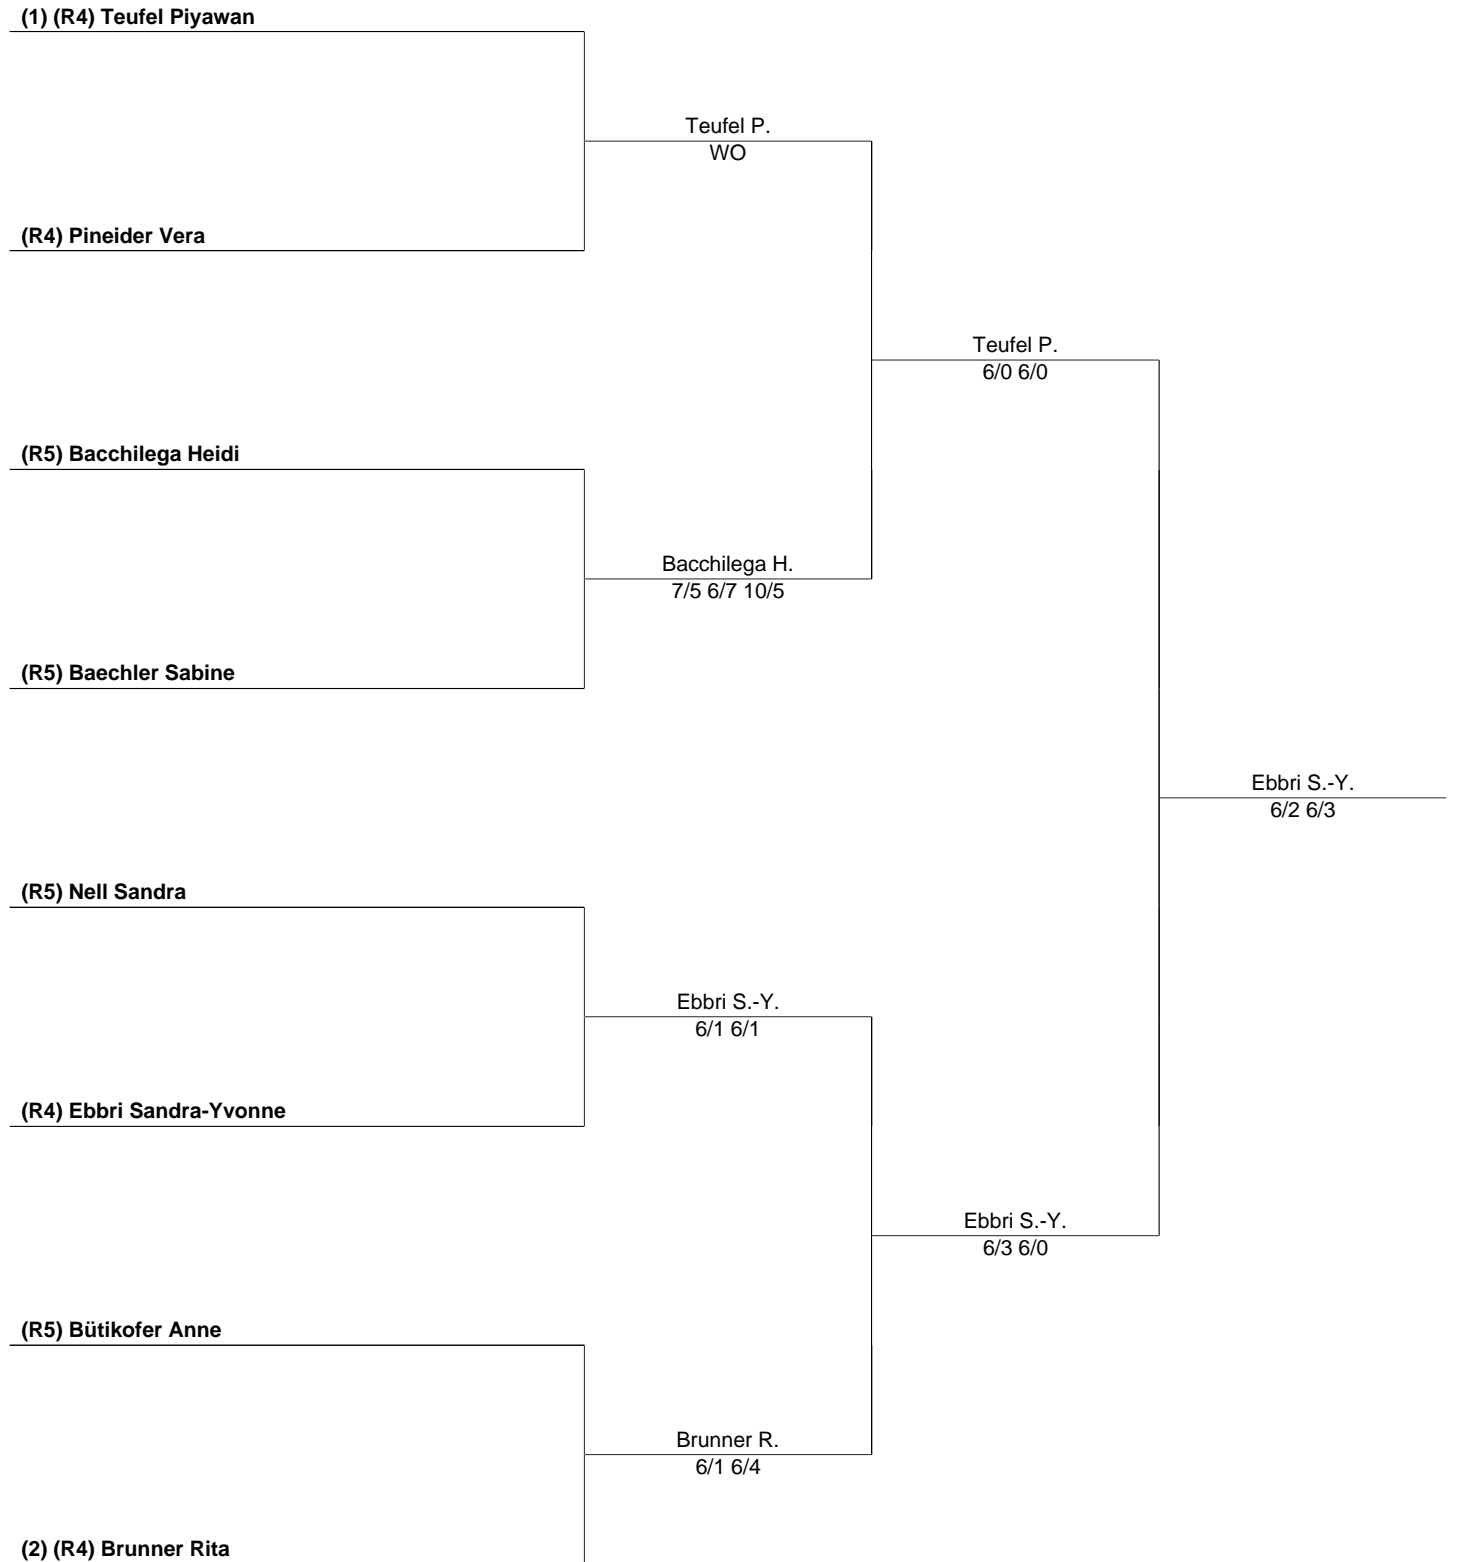 (1) (R4) Teufel Piyawan
Teufel P.
WO
(R4) Pineider Vera
Teufel P.
6/0 6/0
(R5) Bacchilega Heidi
Bacchilega H.
7/5 6/7 10/5
(R5) Baechler Sabine
Ebbri S.-Y.
6/2 6/3
(R5) Nell Sandra
Ebbri S.-Y.
6/1 6/1
(R4) Ebbri Sandra-Yvonne
Ebbri S.-Y.
6/3 6/0
(R5) Bütikofer Anne
Brunner R.
6/1 6/4
(2) (R4) Brunner Rita